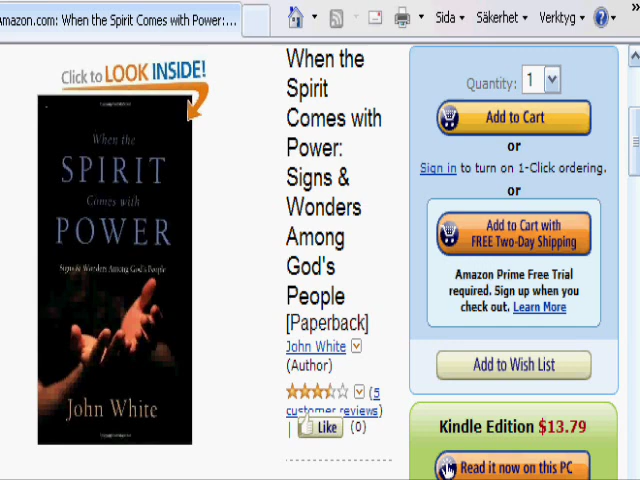 Amazon.com: When the Spirit Comes with Power:...
Sida
Säkerhet
Verktyg
»
Click to LOOK INSIDE!
When the
SPIRIT
Comes with
POWER
Signs & Wonders Among God's People
John White
When the
Spirit
Comes with
Power:
Signs &
Wonders
Among
God's
People
[Paperback]
John White
(Author)
(5
customer reviews)
| Like (0)
Quantity: 1
Add to Cart
or
Sign in to turn on 1-Click ordering.
or
Add to Cart with
FREE Two-Day Shipping
Amazon Prime Free Trial
required. Sign up when you
check out. Learn More
Add to Wish List
Kindle Edition $13.79
Read it now on this PC